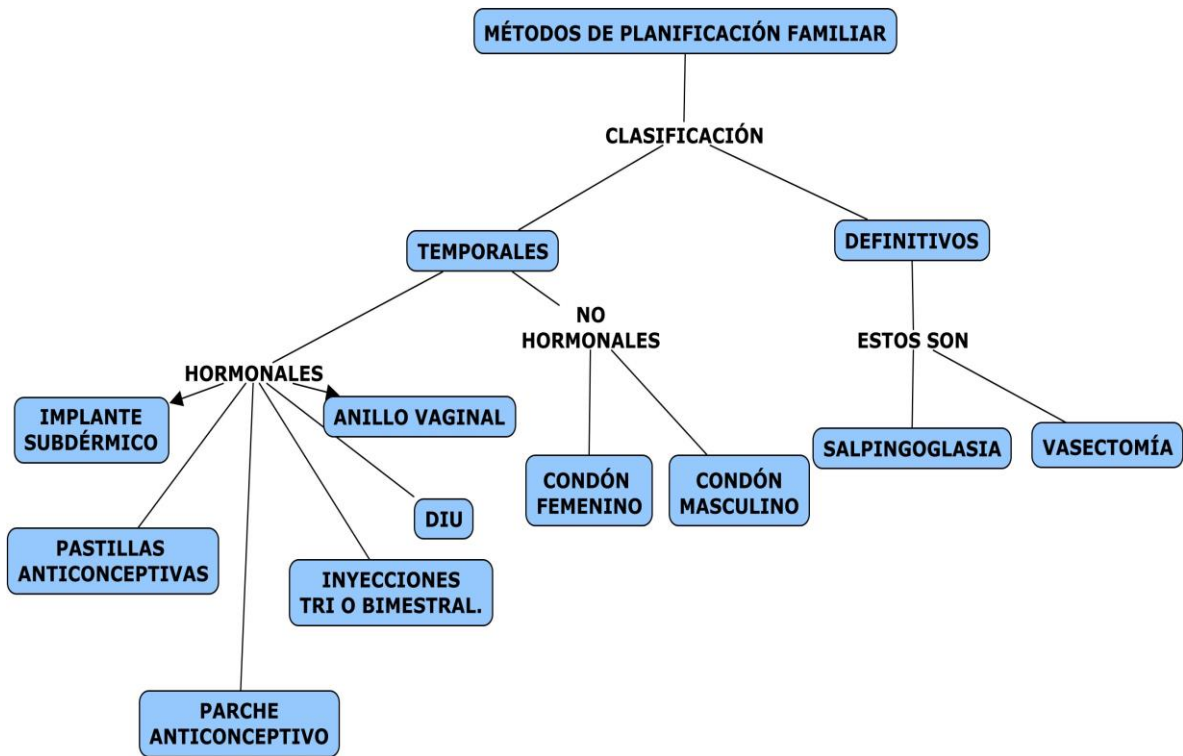 MÉTODOS DE PLANIFICACIÓN FAMILIAR
CLASIFICACIÓN
TEMPORALES
DEFINITIVOS
NO
HORMONALES
ESTOS SON
HORMONALES
IMPLANTE
SUBDÉRMICO
ANILLO VAGINAL
SALPINGOGLASIA
VASECTOMÍA
CONDÓN
FEMENINO
CONDÓN
MASCULINO
DIU
PASTILLAS
ANTICONCEPTIVAS
INYECCIONES
TRI O BIMESTRAL.
PARCHE
ANTICONCEPTIVO